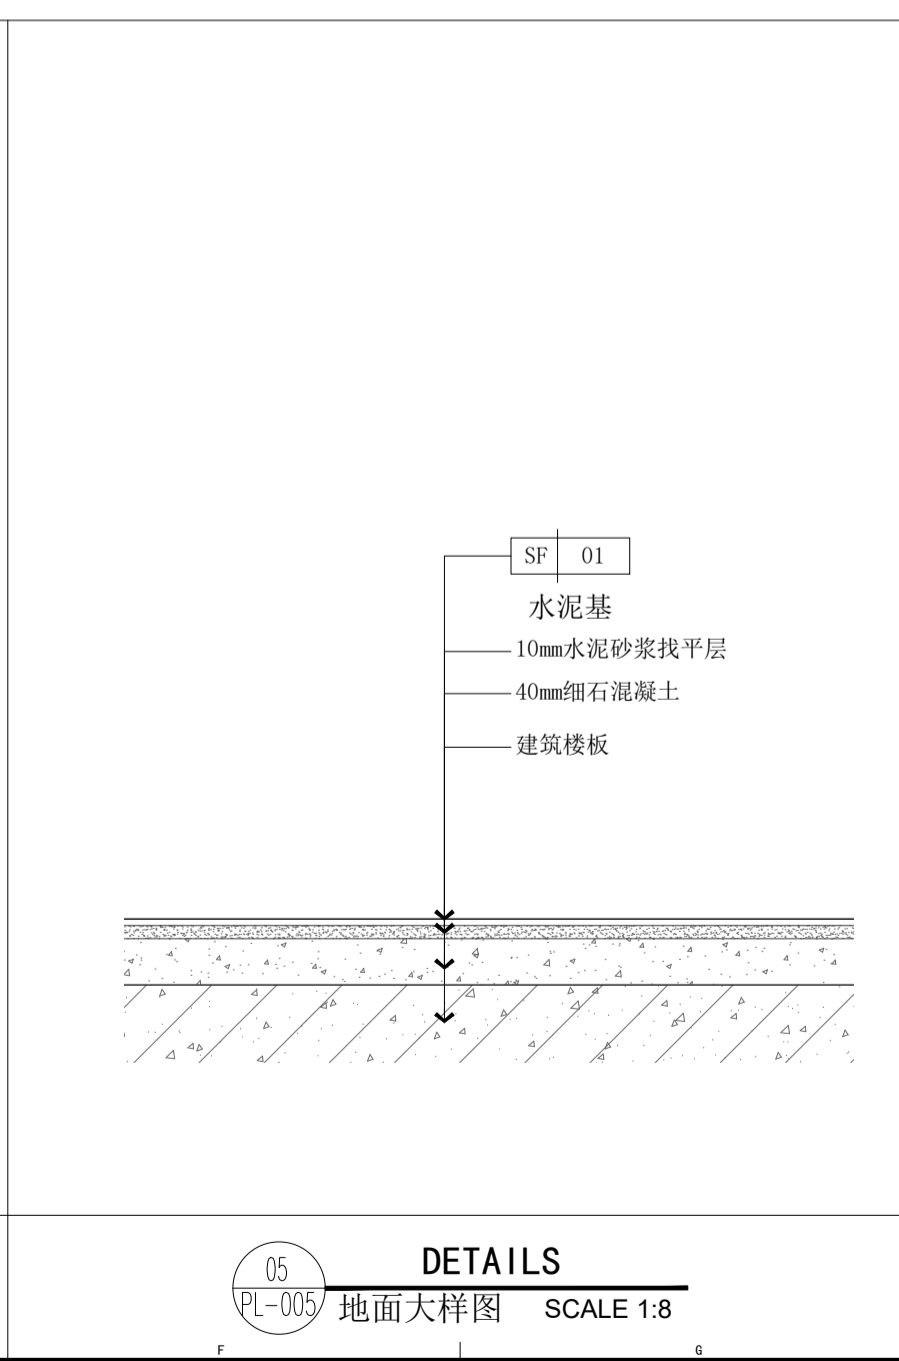 SF 01
水泥基
10mm水泥砂浆找平层
40mm细石混凝土
建筑楼板
05
PL-005
DETAILS
地面大样图 SCALE 1:8
F G